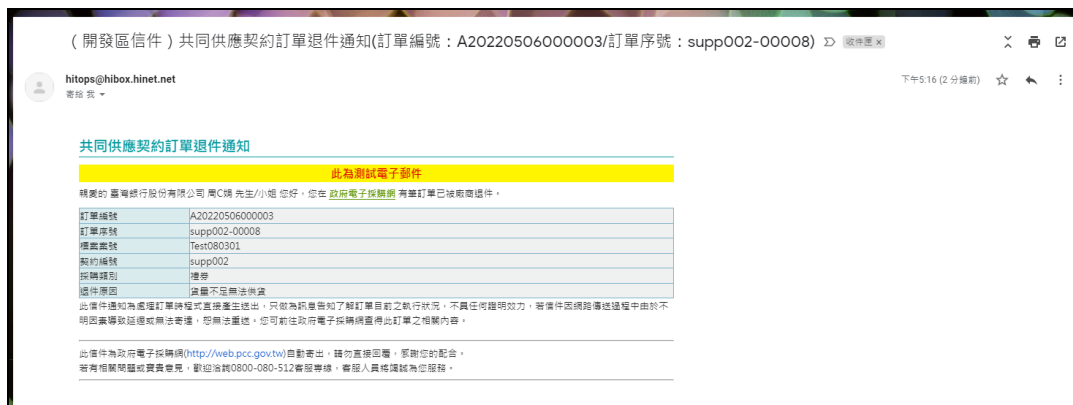 (開發區信件)共同供應契約訂單退件通知(訂單編號:A20220506000003/訂單序號:supp002-00008) 收件匣 x
hitops@hibox.hinet.net
下午5:16 (2 分鐘前)
寄給 我
共同供應契約訂單退件通知
此為測試電子郵件
親愛的 臺灣銀行股份有限公司 周C娟 先生/小姐 您好,您在 政府電子採購網 有筆訂單已被廠商退件。
訂單編號 A20220506000003
訂單序號 supp002-00008
標案案號 Test080301
契約編號 supp002
採購類別 禮券
退件原因 貨量不足無法供貨
此信件通知為處理訂單時程式直接產生送出,只做為訊息告知了解訂單目前之執行狀況,不具任何證明效力,若信件因網路傳送過程中由於不
明因素導致延遲或無法寄達,恕無法重送。您可前往政府電子採購網查得此訂單之相關內容。
此信件為政府電子採購網(http://web.pcc.gov.tw)自動寄出,請勿直接回覆,感謝您的配合。
若有相關問題或寶貴意見,歡迎洽詢0800-080-512客服專線,客服人員將竭誠為您服務。